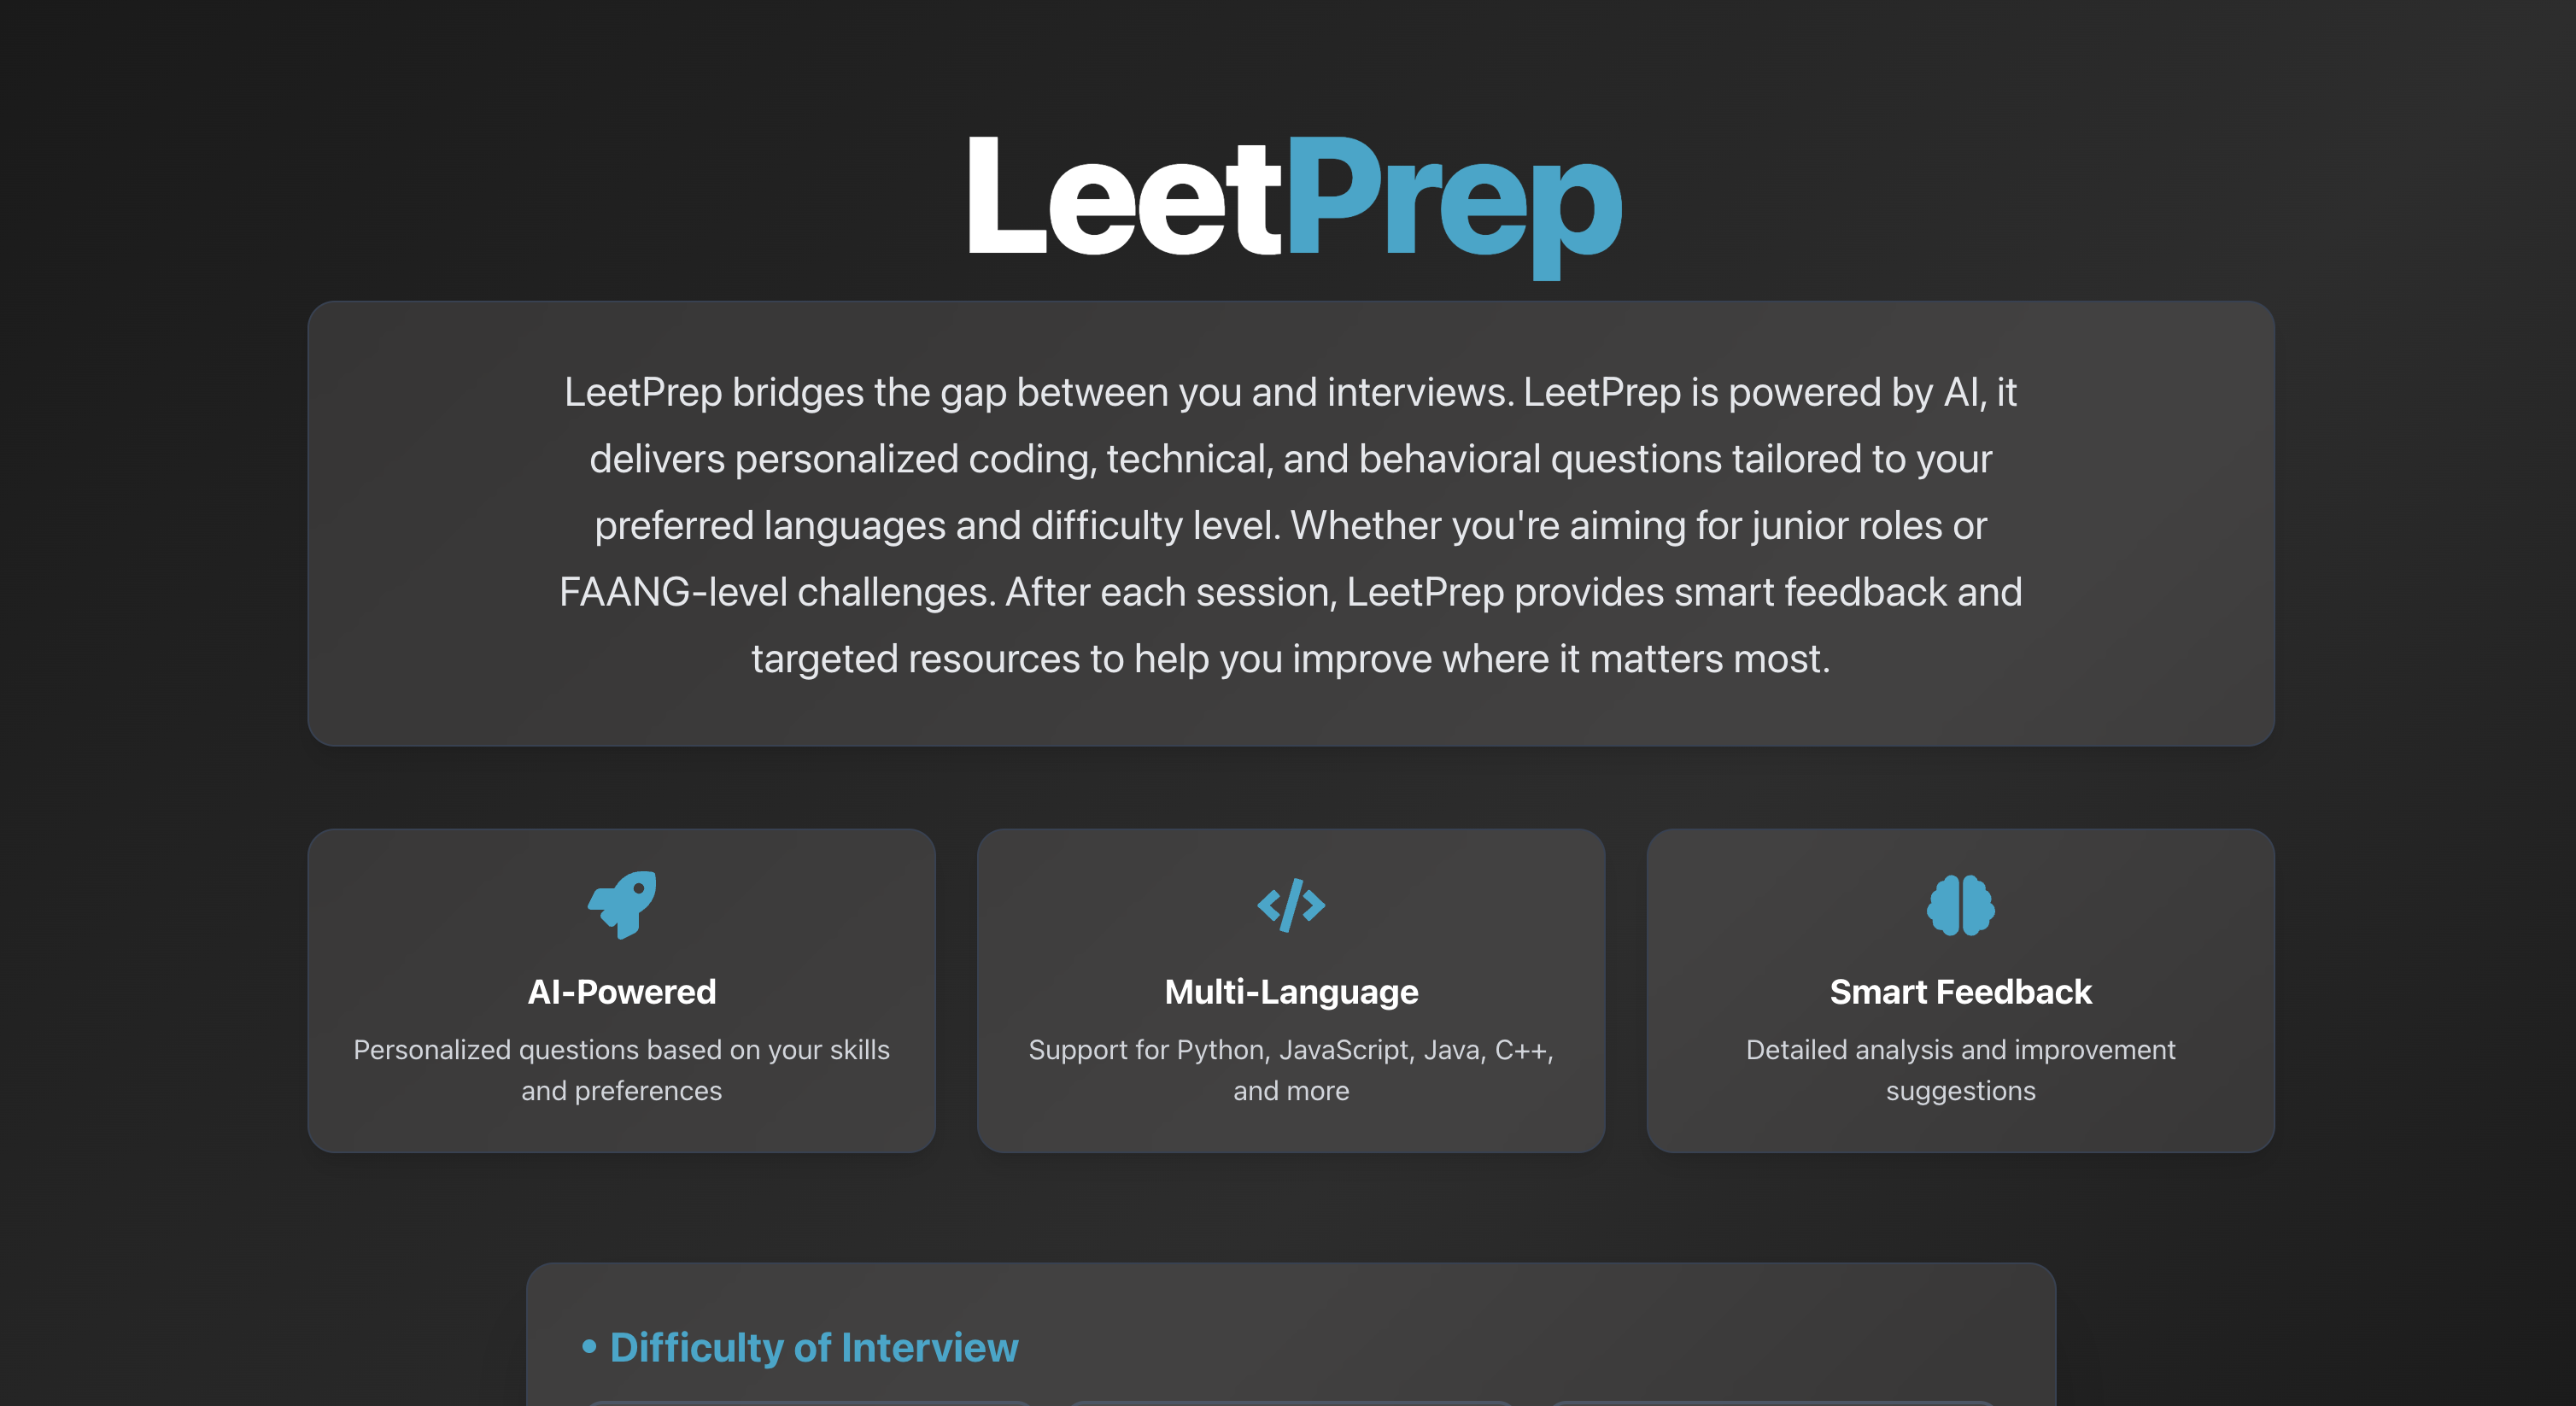 LeetPrep
LeetPrep bridges the gap between you and interviews. LeetPrep is powered by AI, it
delivers personalized coding, technical, and behavioral questions tailored to your
preferred languages and difficulty level. Whether you're aiming for junior roles or
FAANG-level challenges. After each session, LeetPrep provides smart feedback and
targeted resources to help you improve where it matters most.
AI-Powered
Personalized questions based on your skills
and preferences
Multi-Language
Support for Python, JavaScript, Java, C++,
and more
Smart Feedback
Detailed analysis and improvement
suggestions
• Difficulty of Interview